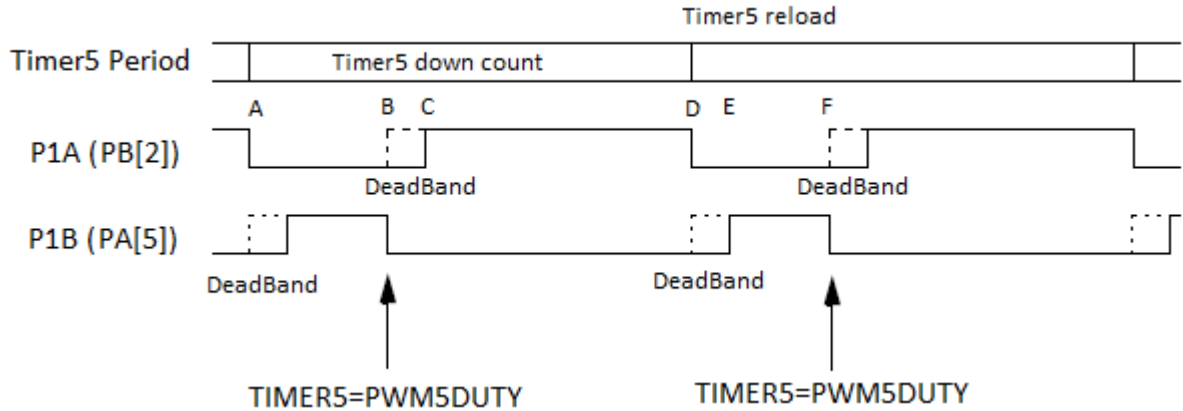 Timer5 reload
Timer5 Period
Timer5 down count
A B C D E F
P1A (PB[2])
DeadBand DeadBand
P1B (PA[5])
DeadBand DeadBand
TIMER5=PWM5DUTY TIMER5=PWM5DUTY